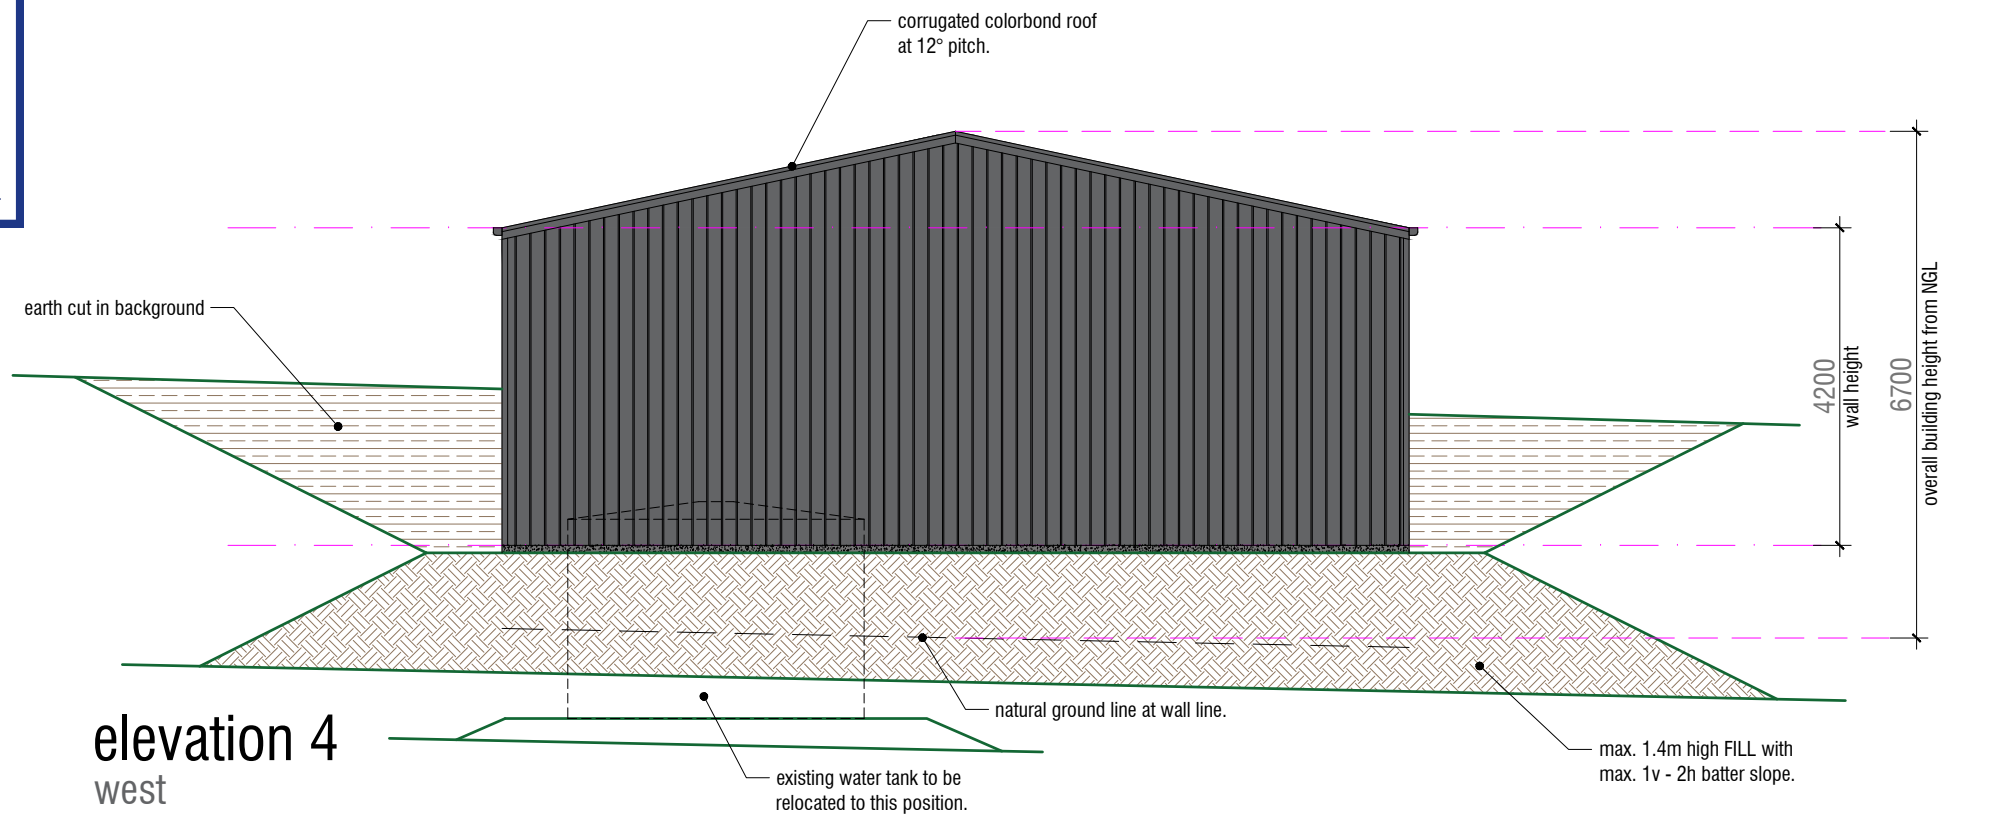 corrugated colorbond roof
at 12° pitch.
earth cut in background
4200
wall height
6700
overall building height from NGL
natural ground line at wall line.
elevation 4
west
existing water tank to be
relocated to this position.
max. 1.4m high FILL with
max. 1v - 2h batter slope.